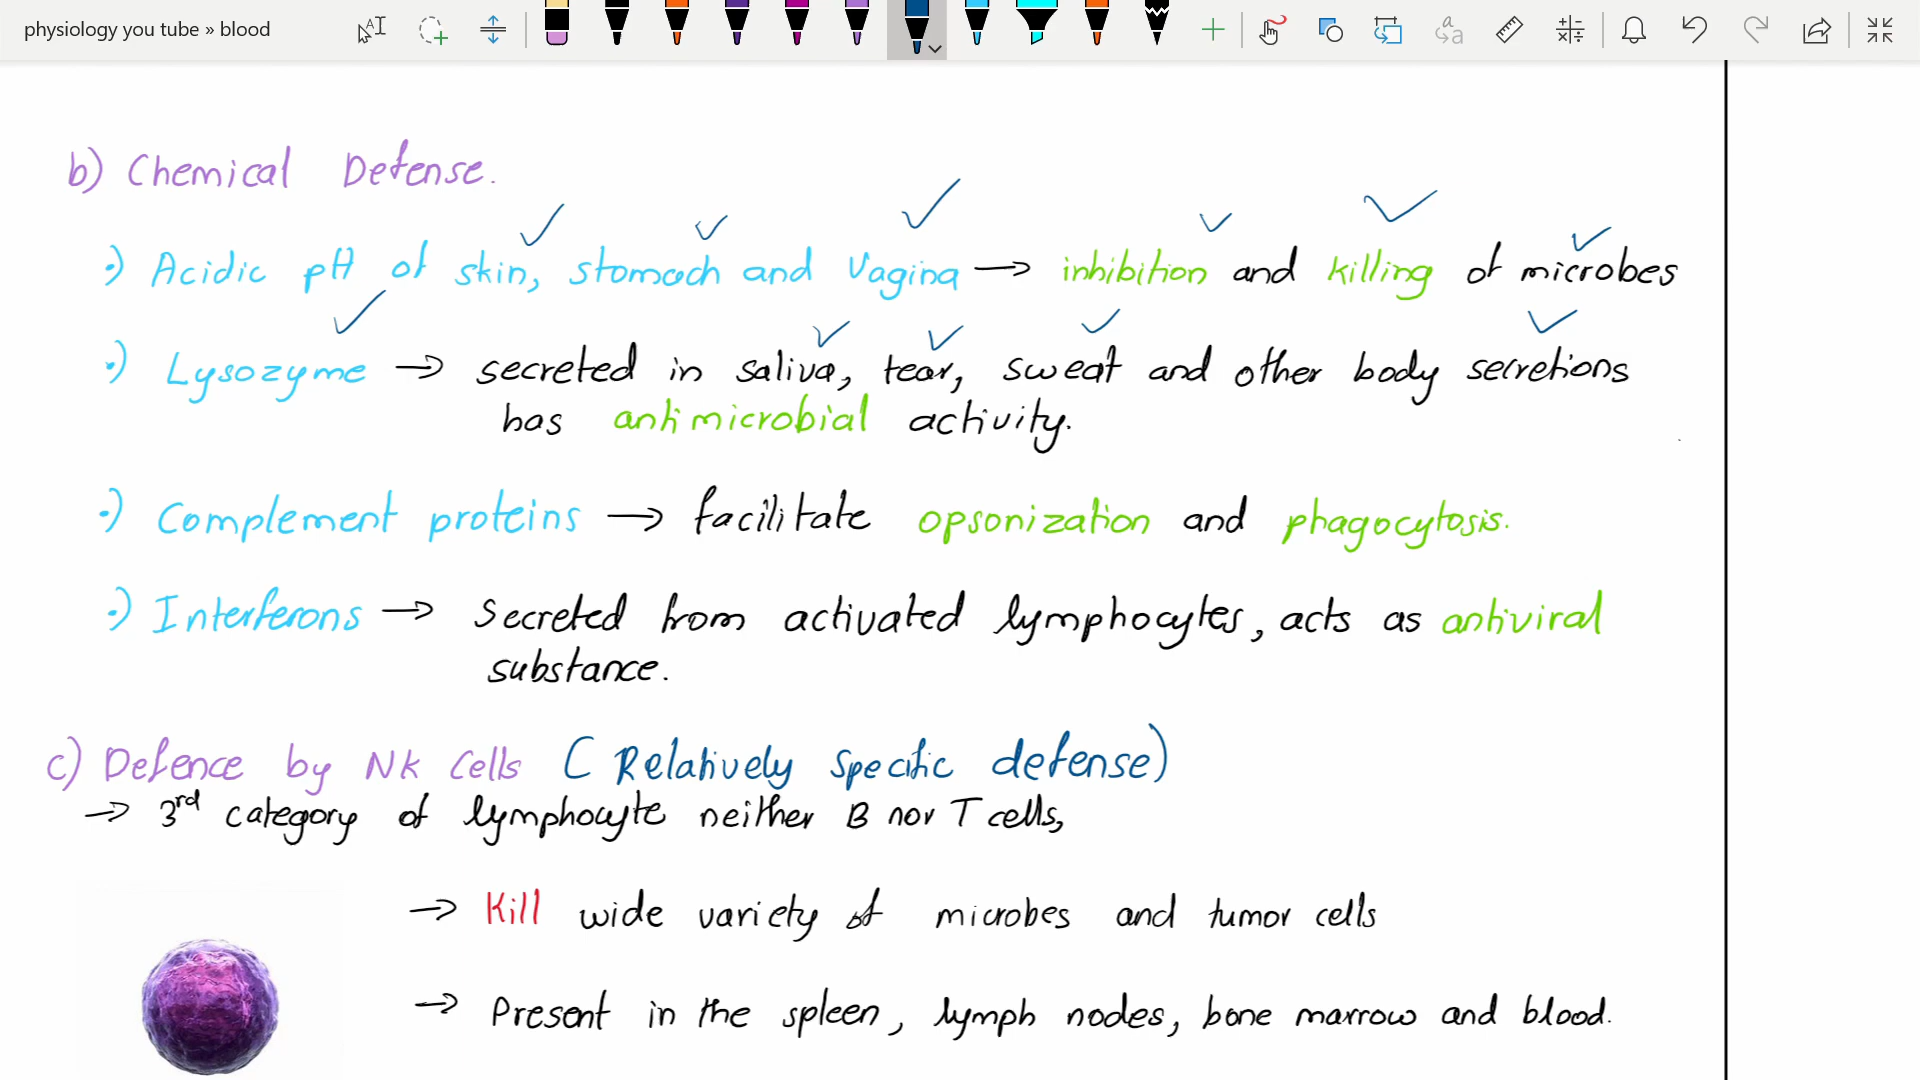 physiology you tube » blood
b) Chemical Defense.
Acidic pH of skin, stomach and Vagina → inhibition and killing of microbes
Lysozyme → secreted in saliva, tear, sweat and other body secretions
has antimicrobial activity.
Complement proteins → facilitate opsonization and phagocytosis.
Interferons → Secreted from activated lymphocytes, acts as antiviral
substance.
c) Defence by NK Cells (Relatively specific defense)
→ 3rd category of lymphocyte neither B nor T cells,
→ Kill wide variety of microbes and tumor cells
→ Present in the spleen, lymph nodes, bone marrow and blood.